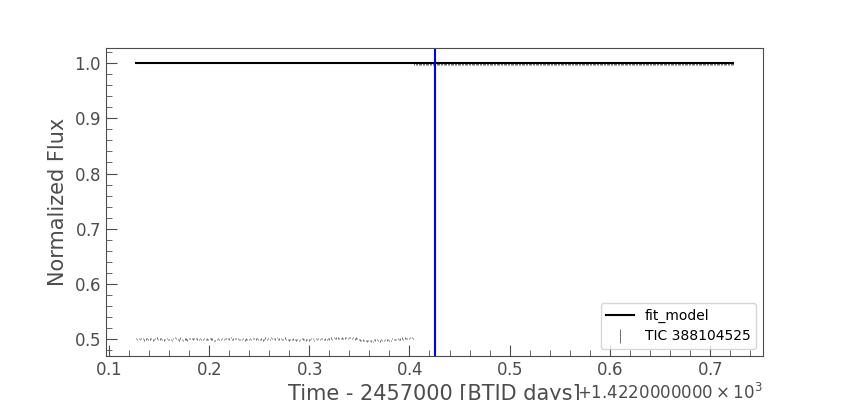 1.0
0.9
0.8
0.7
0.6
0.5
Normalized Flux
fit_model
TIC 388104525
0.1 0.2 0.3 0.4 0.5 0.6 0.7
Time - 2457000 [BTJD days]
+1.4220000000 × 10³